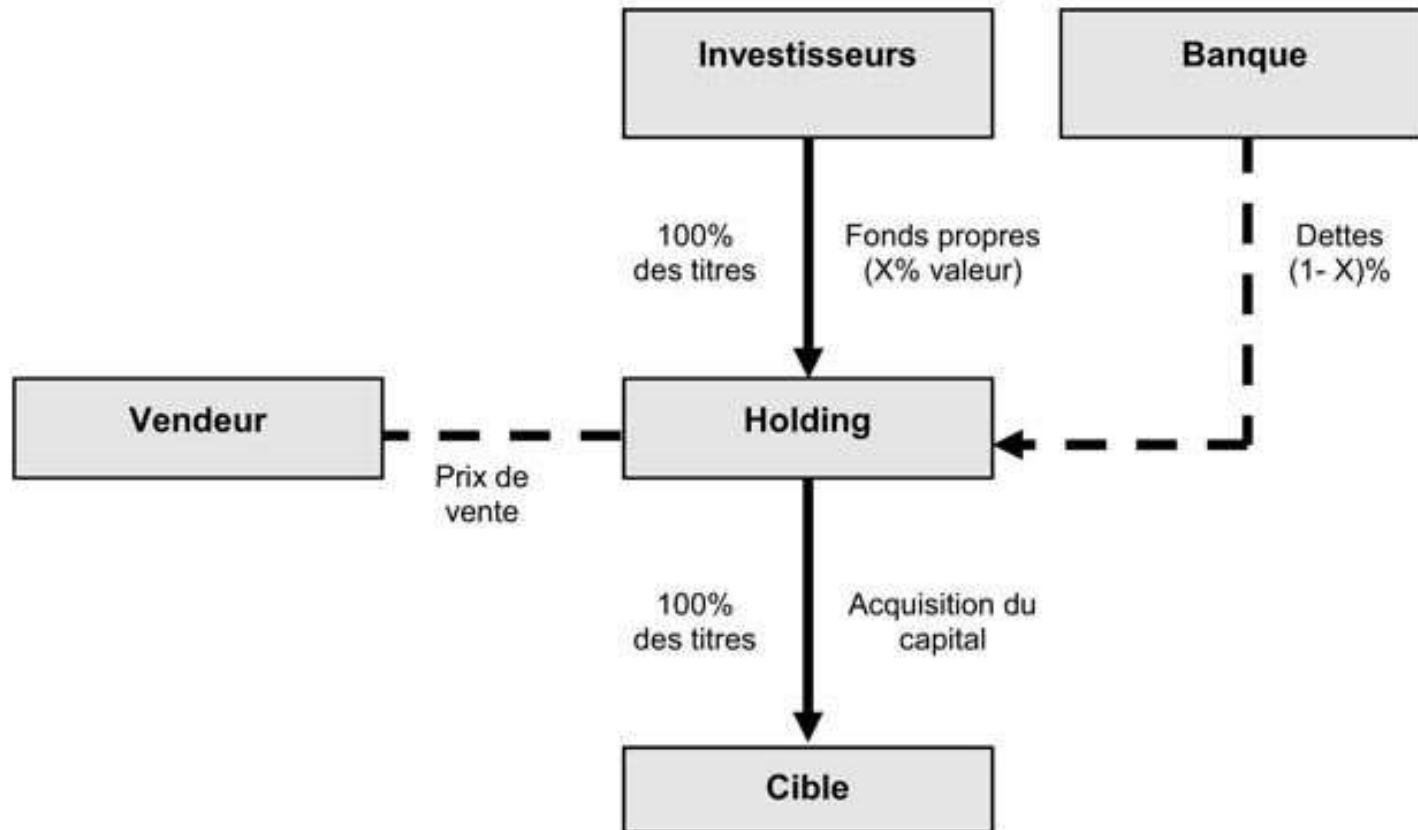 Investisseurs
Banque
100%
des titres
Fonds propres
(X% valeur)
Dettes
(1- X)%
Vendeur
Holding
Prix de
vente
100%
des titres
Acquisition du
capital
Cible